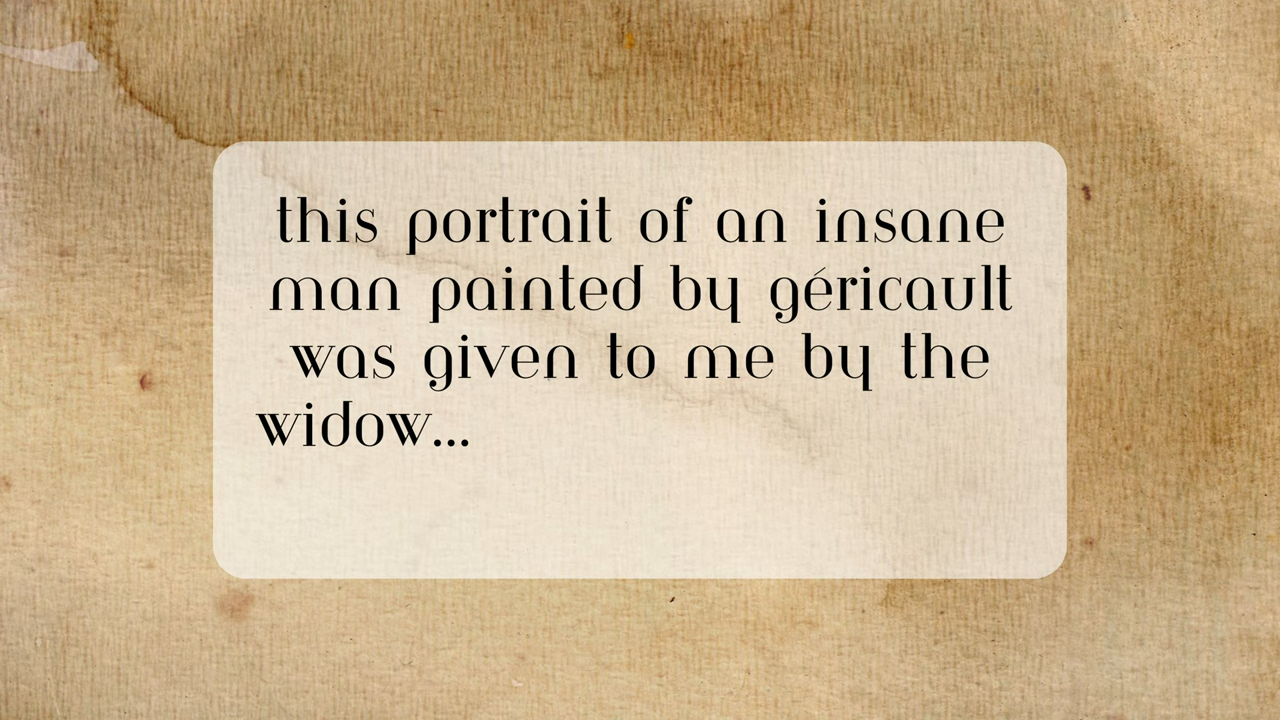 this portrait of an insane
man painted by géricault
was given to me by the
widow...